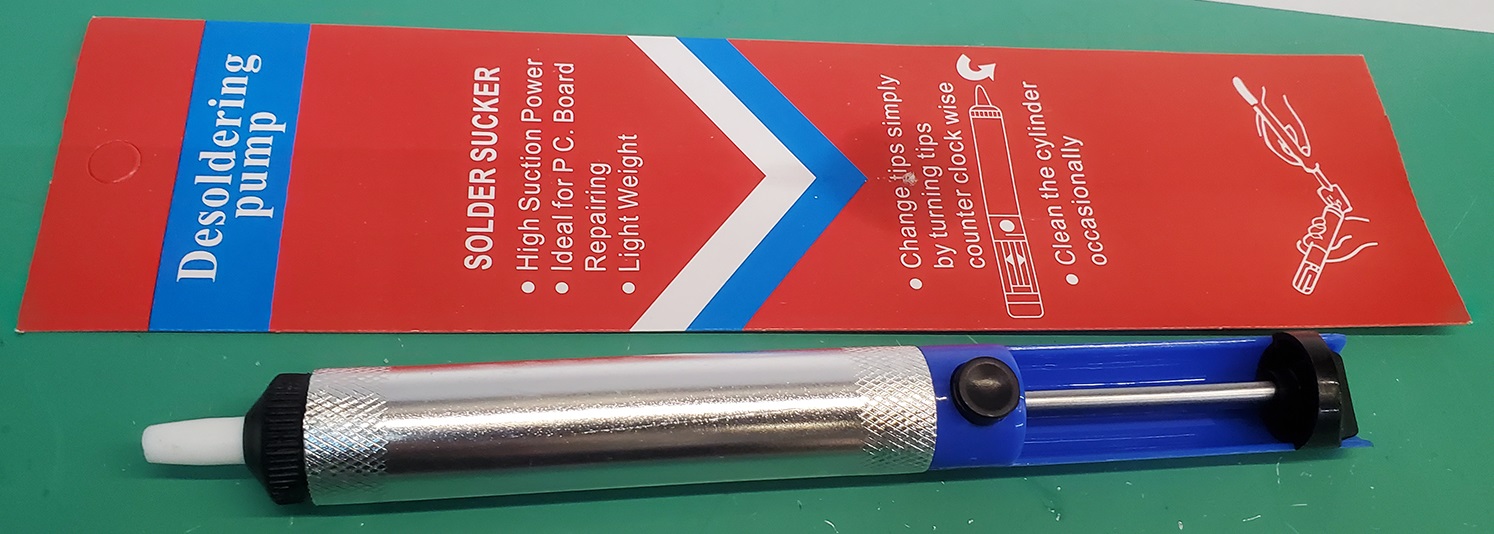 Desoldering
pump
SOLDER SUCKER
• High Suction Power
• Ideal for P C. Board
Repairing
• Light Weight
• Change tips simply
by turning tips
counter clock wise
• Clean the cylinder
occasionally